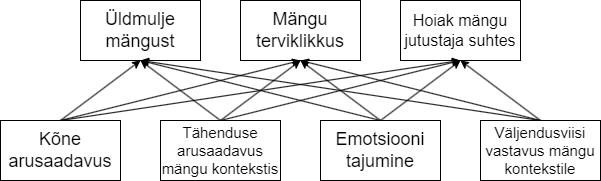 Üldmulje
mängust
Mängu
terviklikkus
Hoiak mängu
jutustaja suhtes
Kõne
arusaadavus
Tähenduse
arusaadavus
mängu kontekstis
Emotsiooni
tajumine
Väljendusviisi
vastavus mängu
kontekstile